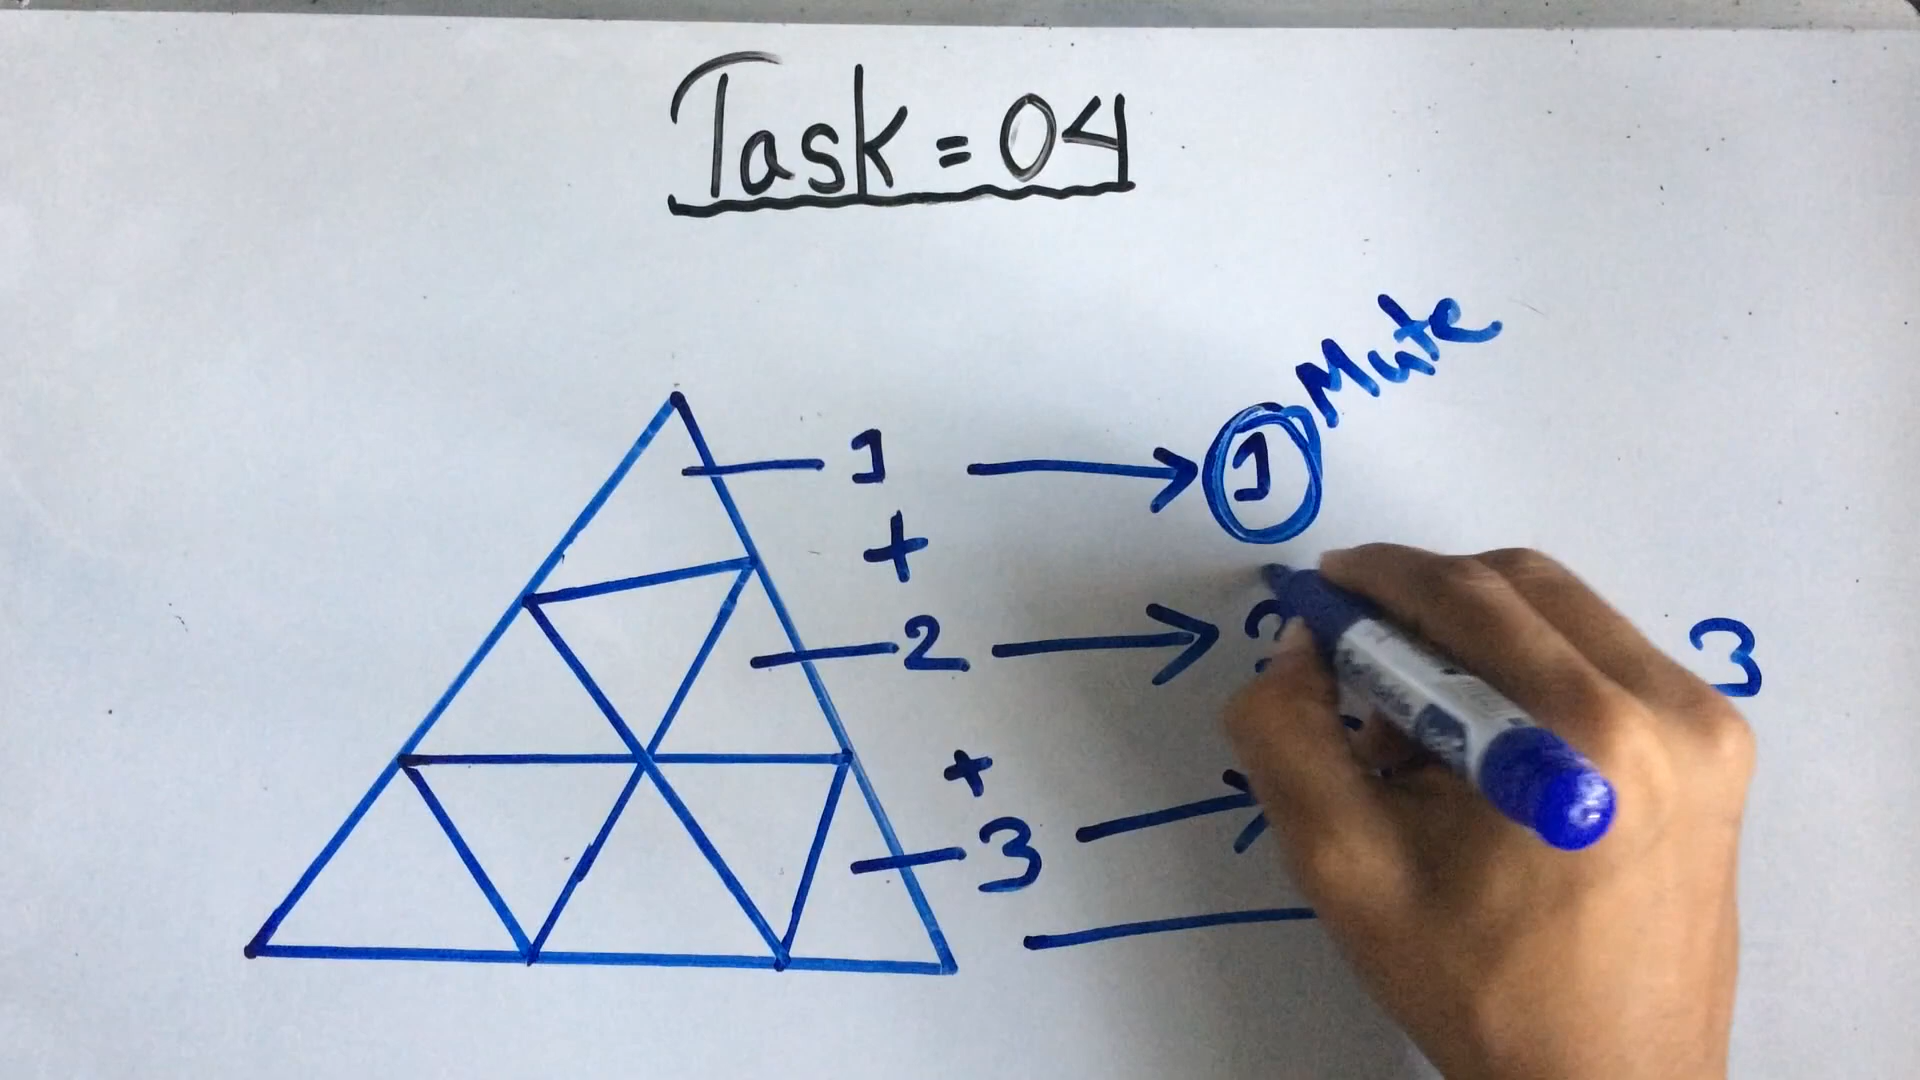 Task = 04
Mute
1 → 1
+
2 → 3
+
3 →